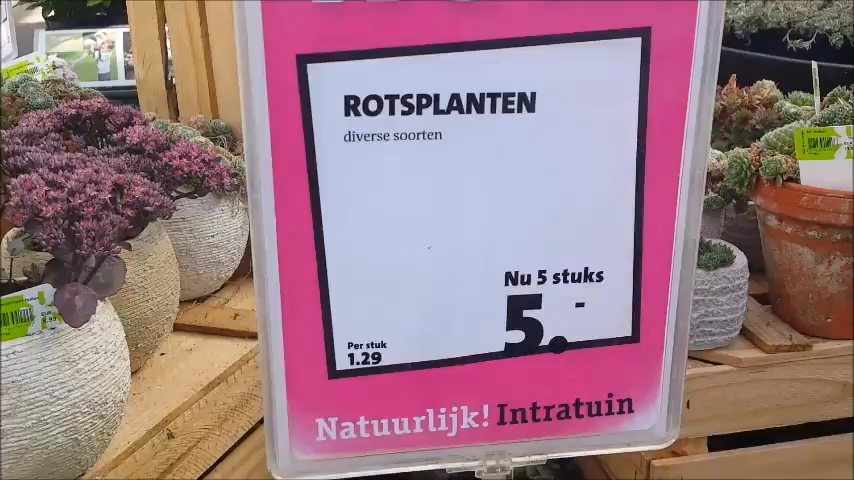 ROTSPLANTEN
diverse soorten
Nu 5 stuks
5.-
Per stuk
1.29
Natuurlijk! Intratuin